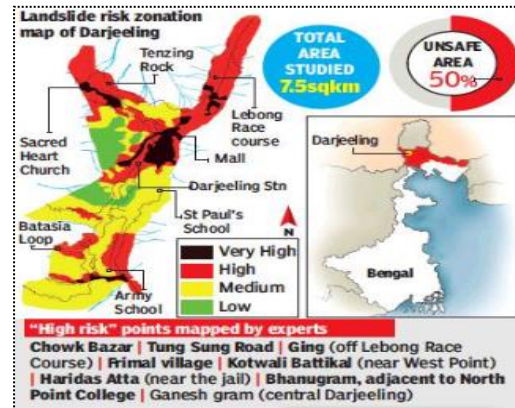 Landslide risk zonation
map of Darjeeling
Tenzing
Rock
Sacred
Heart
Church
Lebong
Race
course
Mall
Darjeeling Stn
St Paul's
School
Batasia
Loop
Army
School
N
Very High
High
Medium
Low
TOTAL
AREA
STUDIED
7.5sqkm
UNSAFE
AREA
50%
Darjeeling
Bengal
"High risk" points mapped by experts
Chowk Bazar | Tung Sung Road | Ging (off Lebong Race
Course) | Frimal village | Kotwali Battikal (near West Point)
| Haridas Atta (near the jail) | Bhanugram, adjacent to North
Point College | Ganesh gram (central Darjeeling)